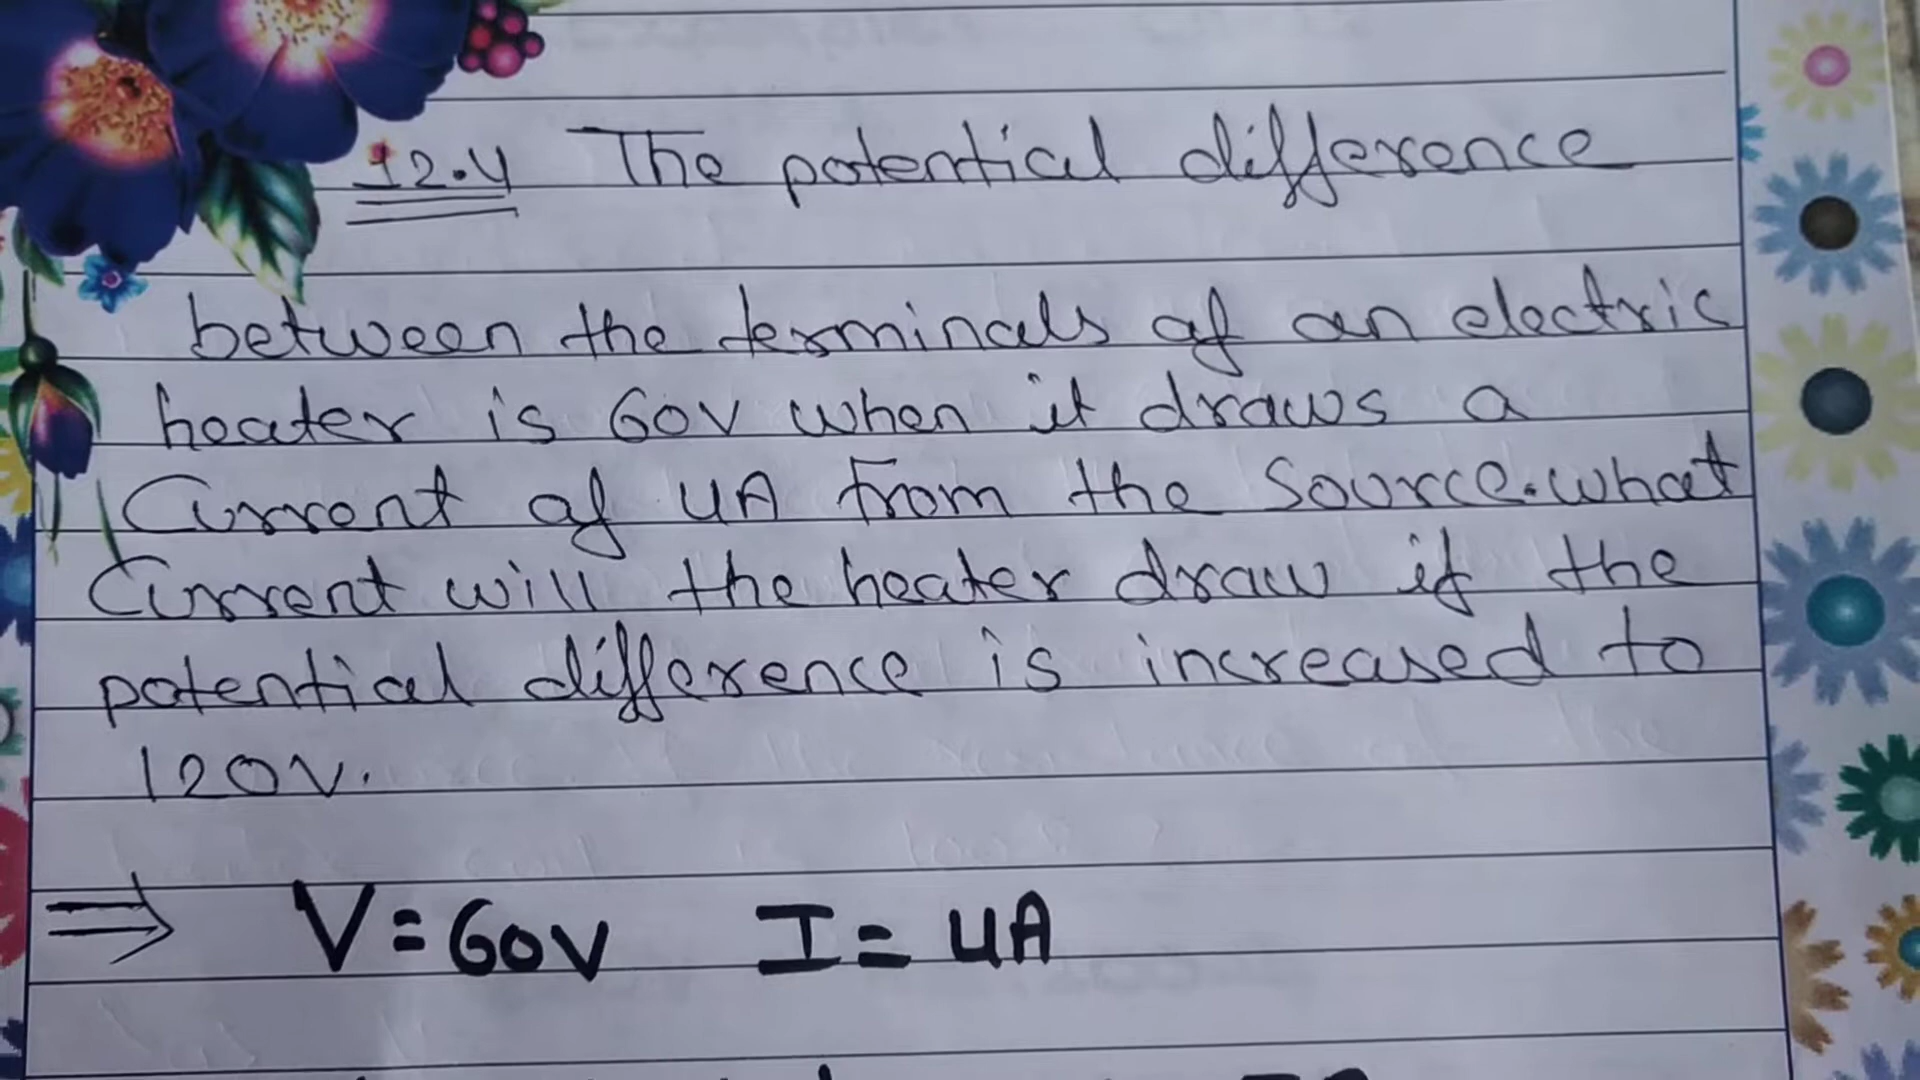 12.4 The potential difference
between the terminals of an electric
heater is 60V when it draws a
Current of 4A from the Source. what
Current will the heater draw if the
potential difference is increased to
120V.
⇒ V = 60V I = 4A